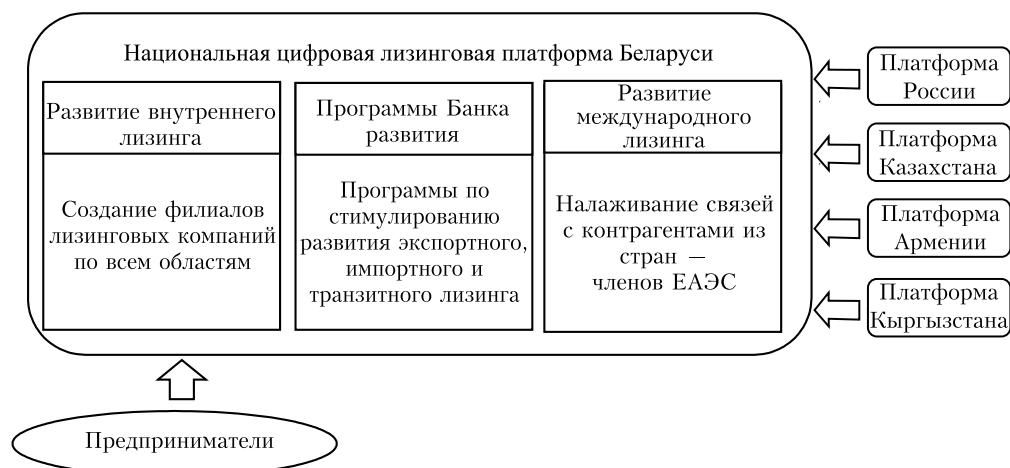 Национальная цифровая лизинговая платформа Беларуси
Развитие внутреннего
лизинга
Создание филиалов
лизинговых компаний
по всем областям
Программы Банка
развития
Программы по
стимулированию
развития экспортного,
импортного и
транзитного лизинга
Развитие
международного
лизинга
Налаживание связей
с контрагентами из
стран —
членов ЕАЭС
Платформа
России
Платформа
Казахстана
Платформа
Армении
Платформа
Кыргызстана
Предприниматели